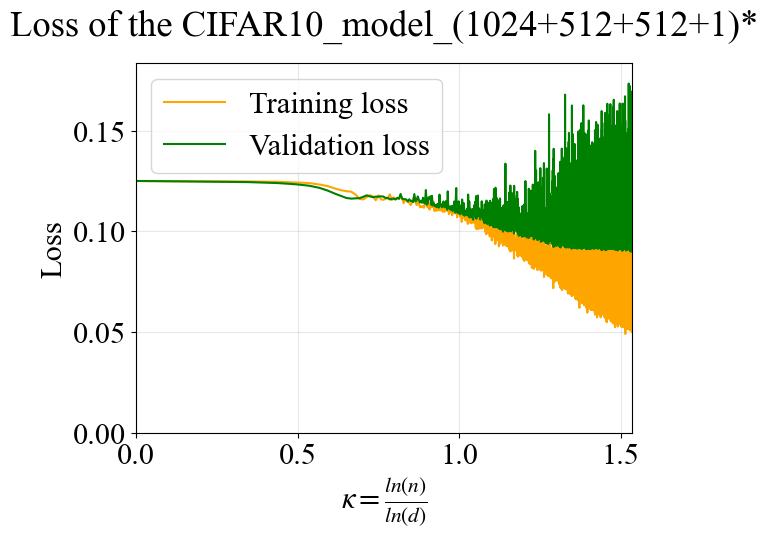 Loss of the CIFAR10_model_(1024+512+512+1)*
Training loss
Validation loss
Loss
0.15
0.10
0.05
0.00
0.0 0.5 1.0 1.5
κ = ln(n)/ln(d)